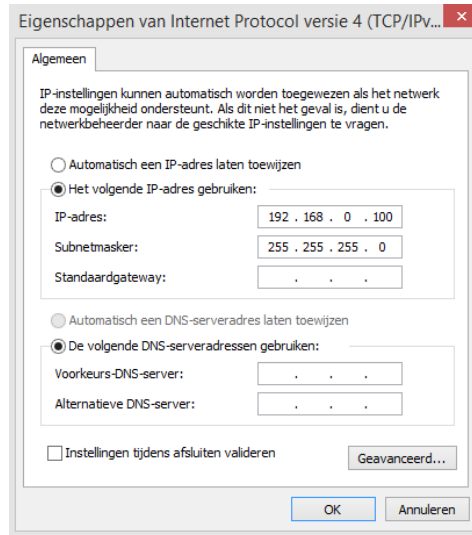 Eigenschappen van Internet Protocol versie 4 (TCP/IPv...
Algemeen
IP-instellingen kunnen automatisch worden toegewezen als het netwerk
deze mogelijkheid ondersteunt. Als dit niet het geval is, dient u de
netwerkbeheerder naar de geschikte IP-instellingen te vragen.
Automatisch een IP-adres laten toewijzen
Het volgende IP-adres gebruiken:
IP-adres: 192 . 168 . 0 . 100
Subnetmasker: 255 . 255 . 255 . 0
Standaardgateway: . . .
Automatisch een DNS-serveradres laten toewijzen
De volgende DNS-serveradressen gebruiken:
Voorkeurs-DNS-server: . . .
Alternatieve DNS-server: . . .
Instellingen tijdens afsluiten valideren
Geavanceerd...
OK Annuleren